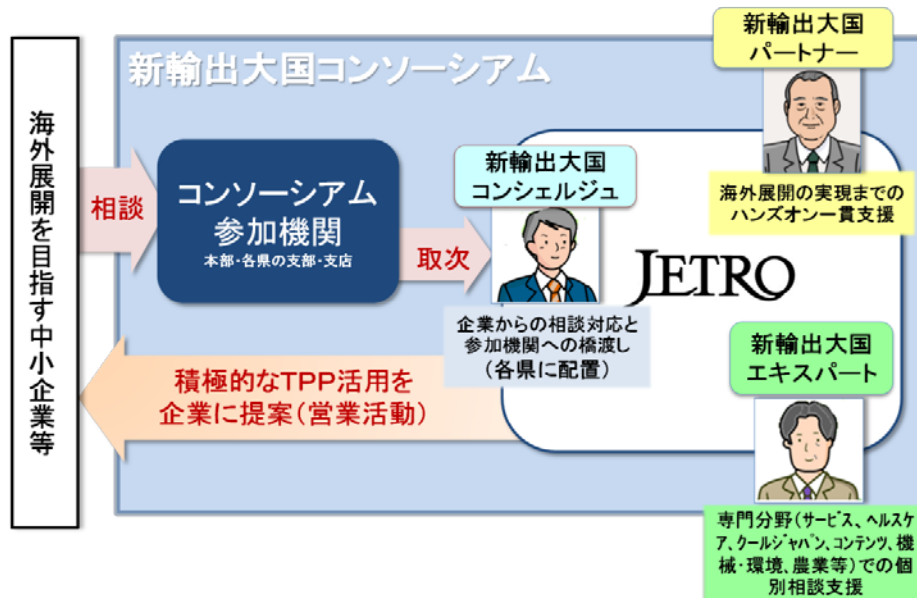 新輸出大国コンソーシアム
海外展開を目指す中小企業等
相談
コンソーシアム
参加機関
本部・各県の支部・支店
取次
新輸出大国
コンシェルジュ
企業からの相談対応と
参加機関への橋渡し
（各県に配置）
JETRO
新輸出大国
パートナー
海外展開の実現までの
ハンズオン一貫支援
新輸出大国
エキスパート
専門分野（サービス、ヘルスケ
ア、クールジャパン、コンテンツ、機
械・環境、農業等）での個
別相談支援
積極的なTPP活用を
企業に提案（営業活動）